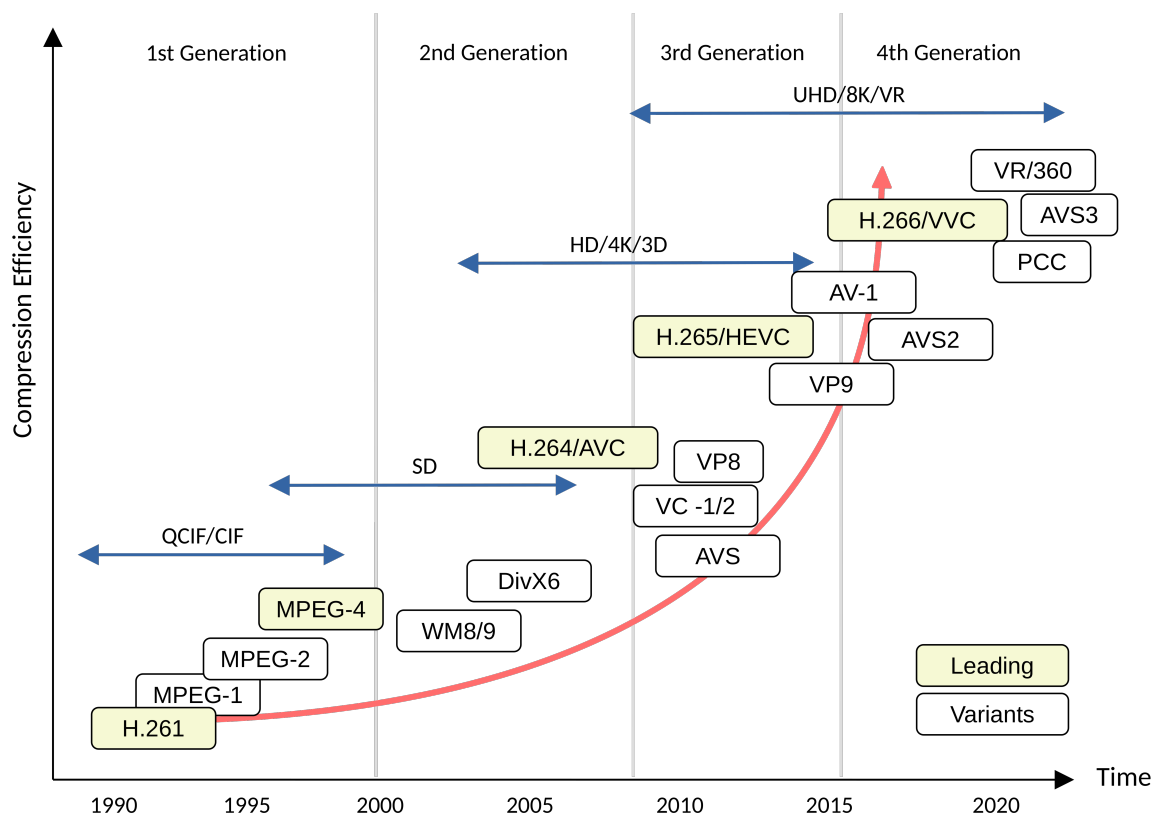 1st Generation
2nd Generation
3rd Generation
4th Generation
UHD/8K/VR
VR/360
AVS3
H.266/VVC
PCC
HD/4K/3D
AV-1
H.265/HEVC
AVS2
VP9
Compression Efficiency
H.264/AVC
VP8
SD
VC -1/2
QCIF/CIF
AVS
DivX6
MPEG-4
WM8/9
MPEG-2
MPEG-1
H.261
Leading
Variants
Time
1990
1995
2000
2005
2010
2015
2020